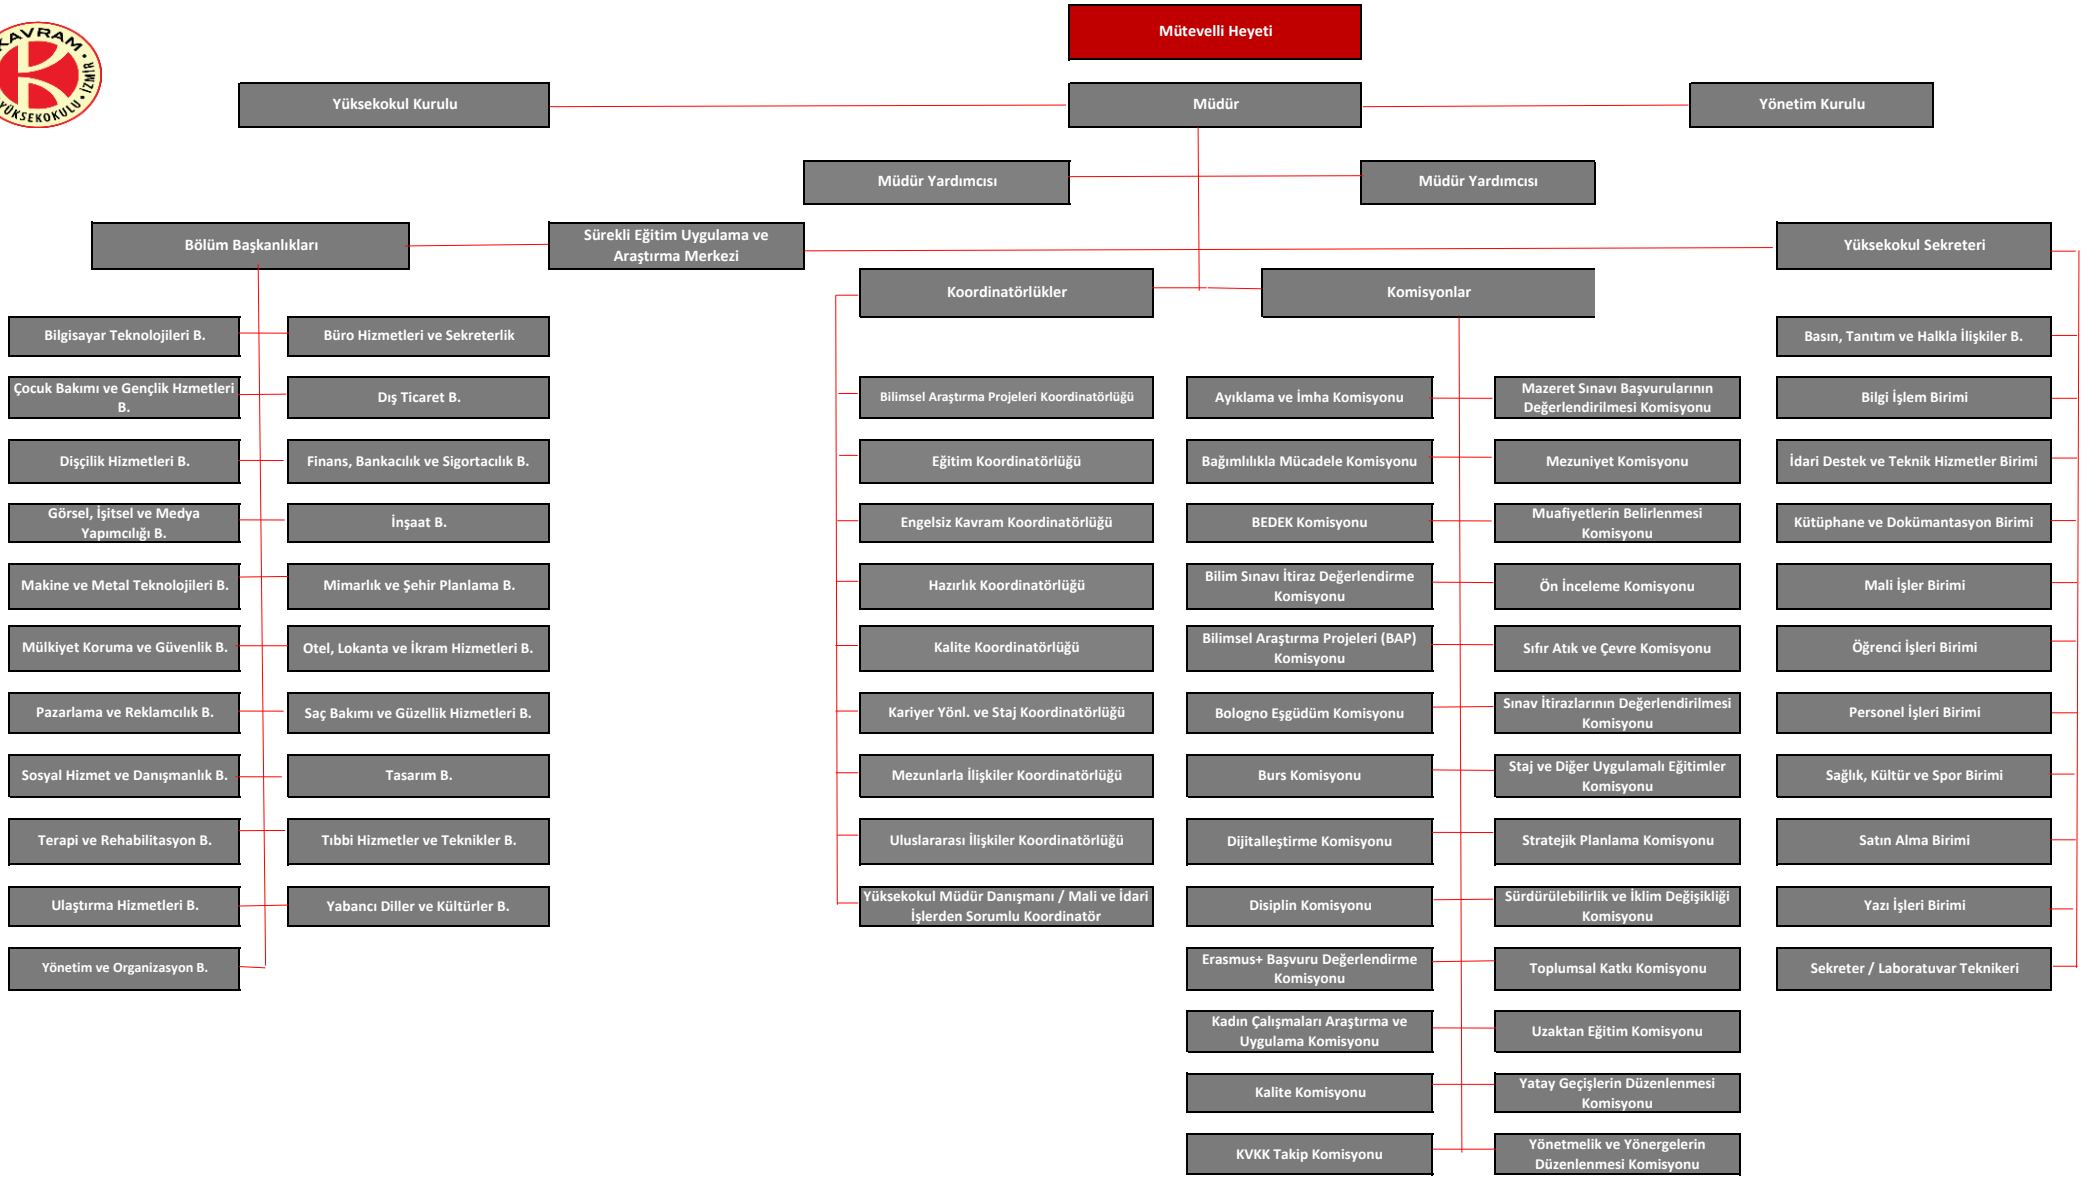 Mütevelli Heyeti
KAVRAM
YÜKSEKOKULU • İZMİR
Yüksekokul Kurulu
Müdür
Yönetim Kurulu
Müdür Yardımcısı
Müdür Yardımcısı
Bölüm Başkanlıkları
Sürekli Eğitim Uygulama ve
Araştırma Merkezi
Yüksekokul Sekreteri
Koordinatörlükler
Komisyonlar
Bilgisayar Teknolojileri B.
Büro Hizmetleri ve Sekreterlik
Basın, Tanıtım ve Halkla İlişkiler B.
Çocuk Bakımı ve Gençlik Hzmetleri
B.
Dış Ticaret B.
Bilimsel Araştırma Projeleri Koordinatörlüğü
Ayıklama ve İmha Komisyonu
Mazeret Sınavı Başvurularının
Değerlendirilmesi Komisyonu
Bilgi İşlem Birimi
Dişçilik Hizmetleri B.
Finans, Bankacılık ve Sigortacılık B.
Eğitim Koordinatörlüğü
Bağımlılıkla Mücadele Komisyonu
Mezuniyet Komisyonu
İdari Destek ve Teknik Hizmetler Birimi
Görsel, İşitsel ve Medya
Yapımcılığı B.
İnşaat B.
Engelsiz Kavram Koordinatörlüğü
BEDEK Komisyonu
Muafiyetlerin Belirlenmesi
Komisyonu
Kütüphane ve Dokümantasyon Birimi
Makine ve Metal Teknolojileri B.
Mimarlık ve Şehir Planlama B.
Hazırlık Koordinatörlüğü
Bilim Sınavı İtiraz Değerlendirme
Komisyonu
Ön İnceleme Komisyonu
Mali İşler Birimi
Mülkiyet Koruma ve Güvenlik B.
Otel, Lokanta ve İkram Hizmetleri B.
Kalite Koordinatörlüğü
Bilimsel Araştırma Projeleri (BAP)
Komisyonu
Sıfır Atık ve Çevre Komisyonu
Öğrenci İşleri Birimi
Pazarlama ve Reklamcılık B.
Saç Bakımı ve Güzellik Hizmetleri B.
Kariyer Yönl. ve Staj Koordinatörlüğü
Bologno Eşgüdüm Komisyonu
Sınav İtirazlarının Değerlendirilmesi
Komisyonu
Personel İşleri Birimi
Sosyal Hizmet ve Danışmanlık B.
Tasarım B.
Mezunlarla İlişkiler Koordinatörlüğü
Burs Komisyonu
Staj ve Diğer Uygulamalı Eğitimler
Komisyonu
Sağlık, Kültür ve Spor Birimi
Terapi ve Rehabilitasyon B.
Tıbbi Hizmetler ve Teknikler B.
Uluslararası İlişkiler Koordinatörlüğü
Dijitalleştirme Komisyonu
Stratejik Planlama Komisyonu
Satın Alma Birimi
Ulaştırma Hizmetleri B.
Yabancı Diller ve Kültürler B.
Yüksekokul Müdür Danışmanı / Mali ve İdari
İşlerden Sorumlu Koordinatör
Disiplin Komisyonu
Sürdürülebilirlik ve İklim Değişikliği
Komisyonu
Yazı İşleri Birimi
Yönetim ve Organizasyon B.
Erasmus+ Başvuru Değerlendirme
Komisyonu
Toplumsal Katkı Komisyonu
Sekreter / Laboratuvar Teknikeri
Kadın Çalışmaları Araştırma ve
Uygulama Komisyonu
Uzaktan Eğitim Komisyonu
Kalite Komisyonu
Yatay Geçişlerin Düzenlenmesi
Komisyonu
KVKK Takip Komisyonu
Yönetmelik ve Yönergelerin
Düzenlenmesi Komisyonu